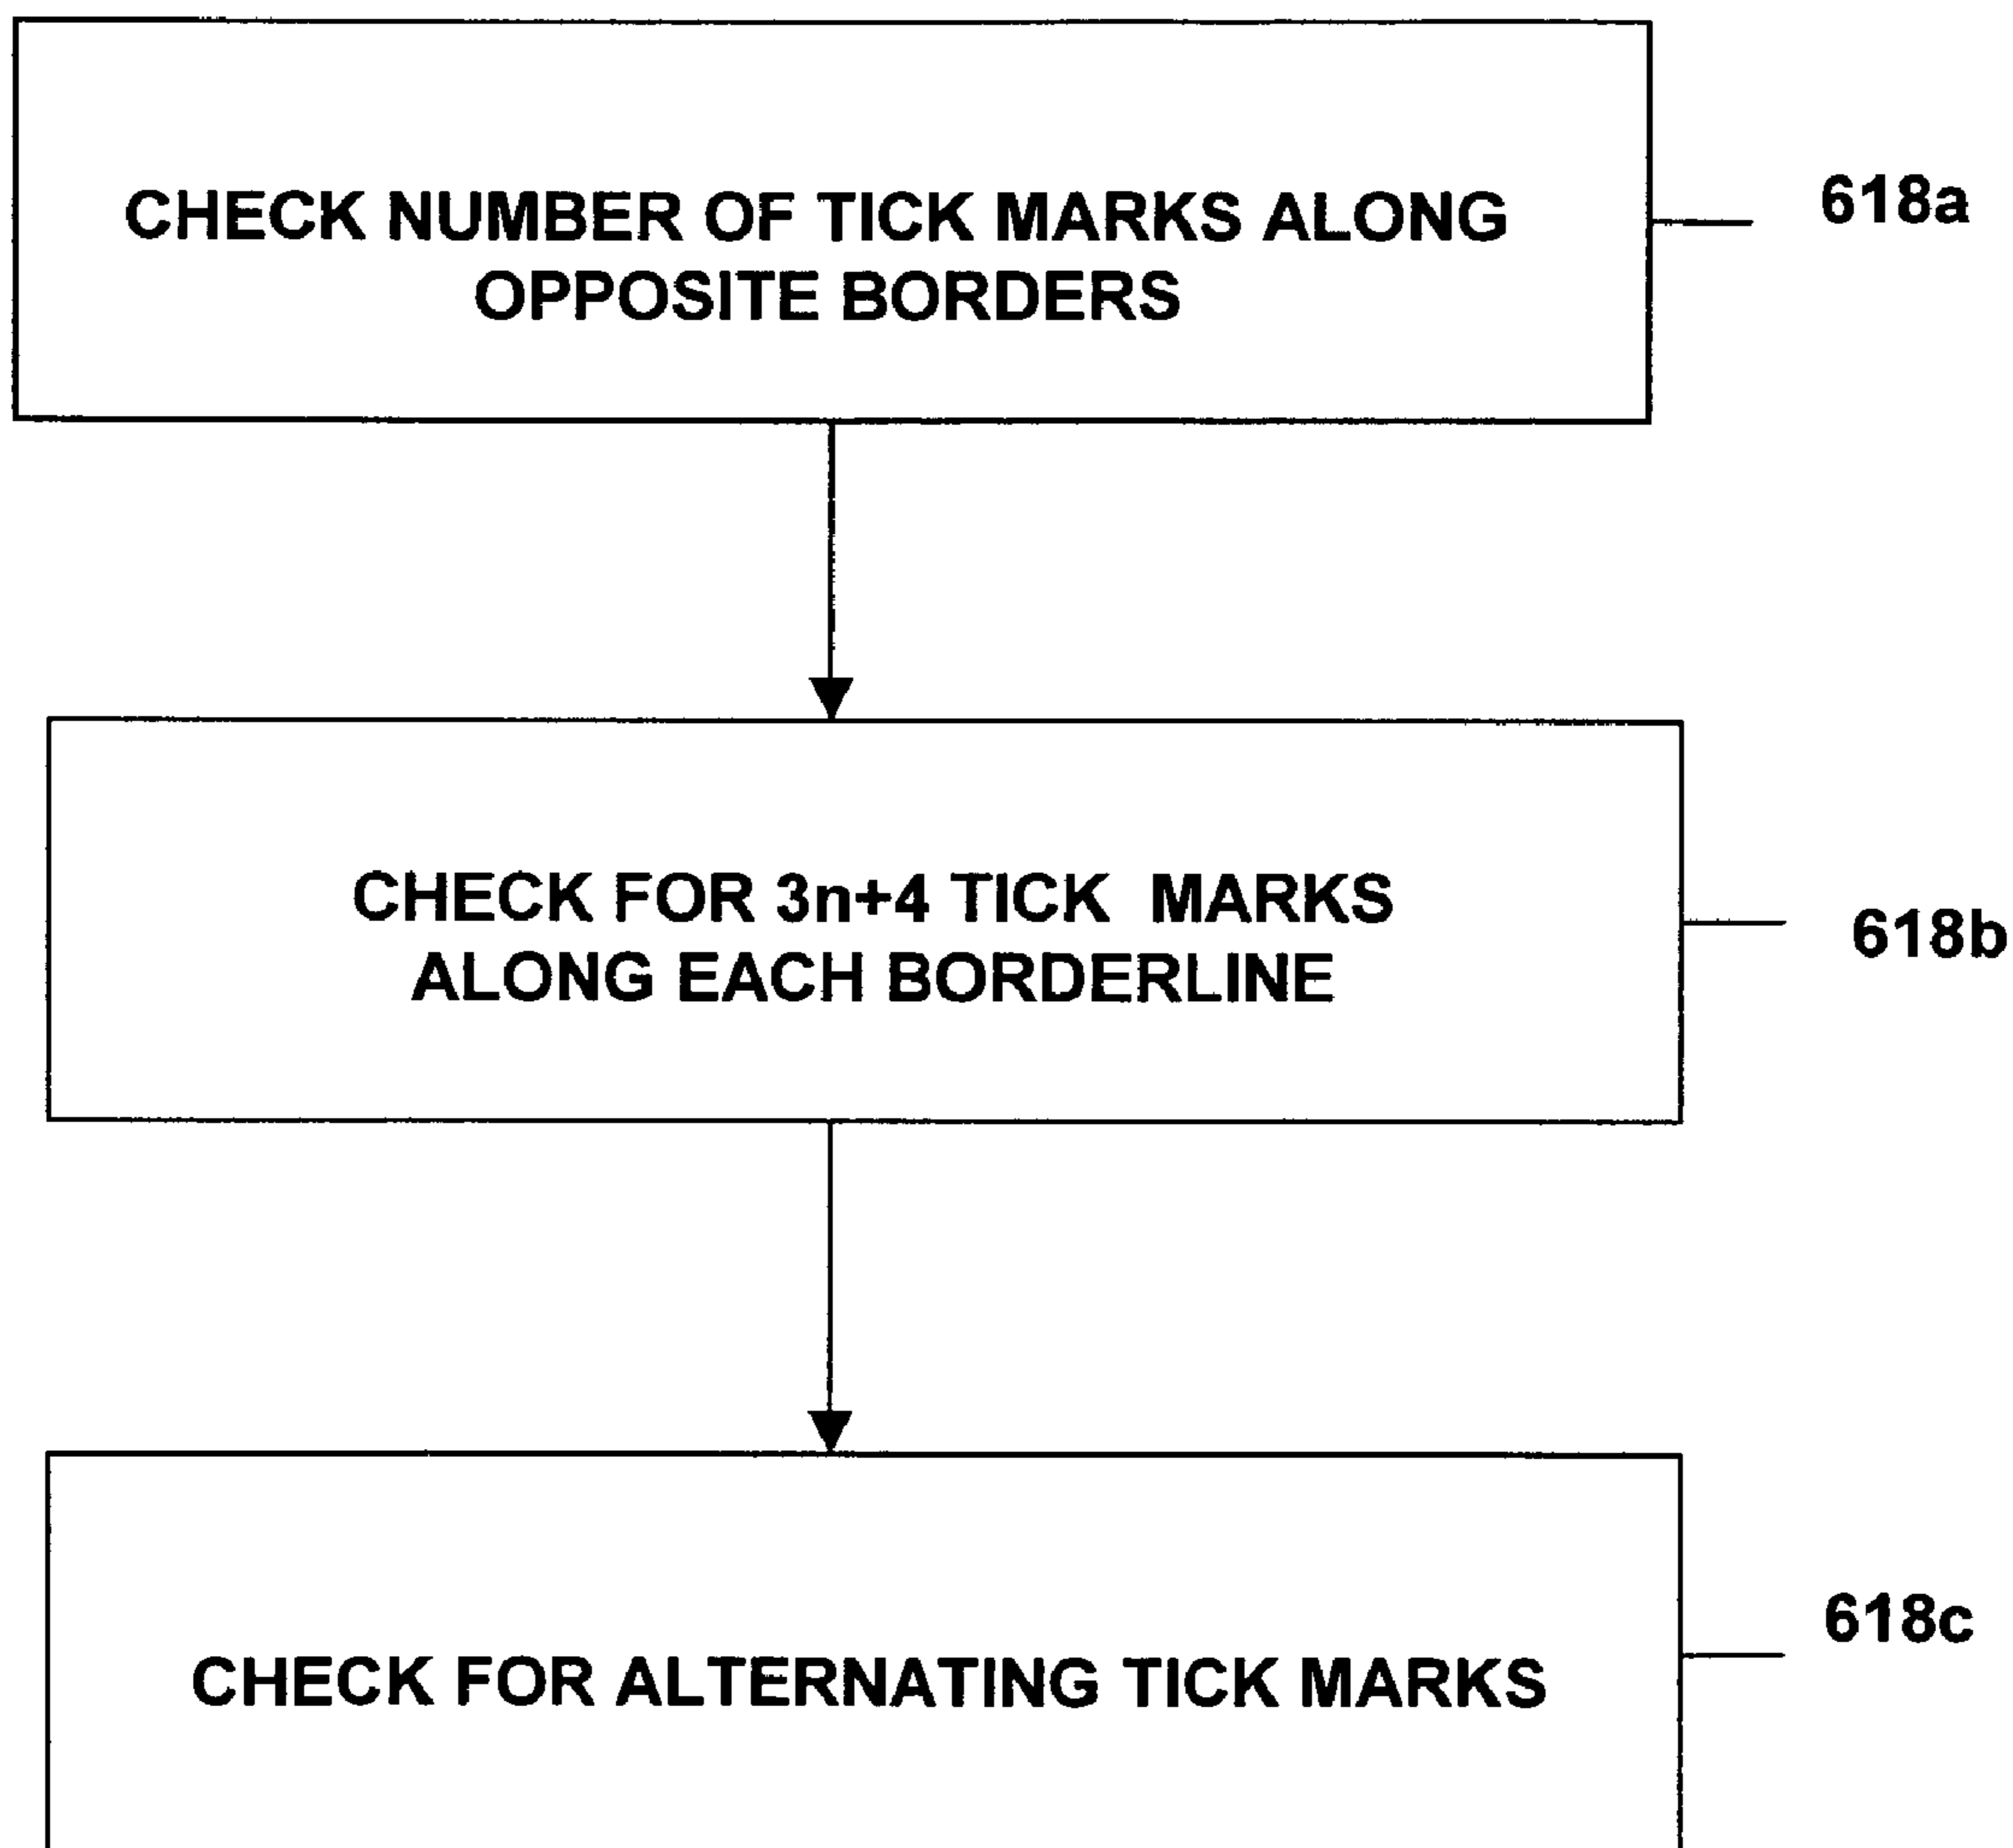 CHECK NUMBER OF TICK MARKS ALONG
OPPOSITE BORDERS
618a
CHECK FOR 3n+4 TICK MARKS
ALONG EACH BORDERLINE
618b
CHECK FOR ALTERNATING TICK MARKS
618c